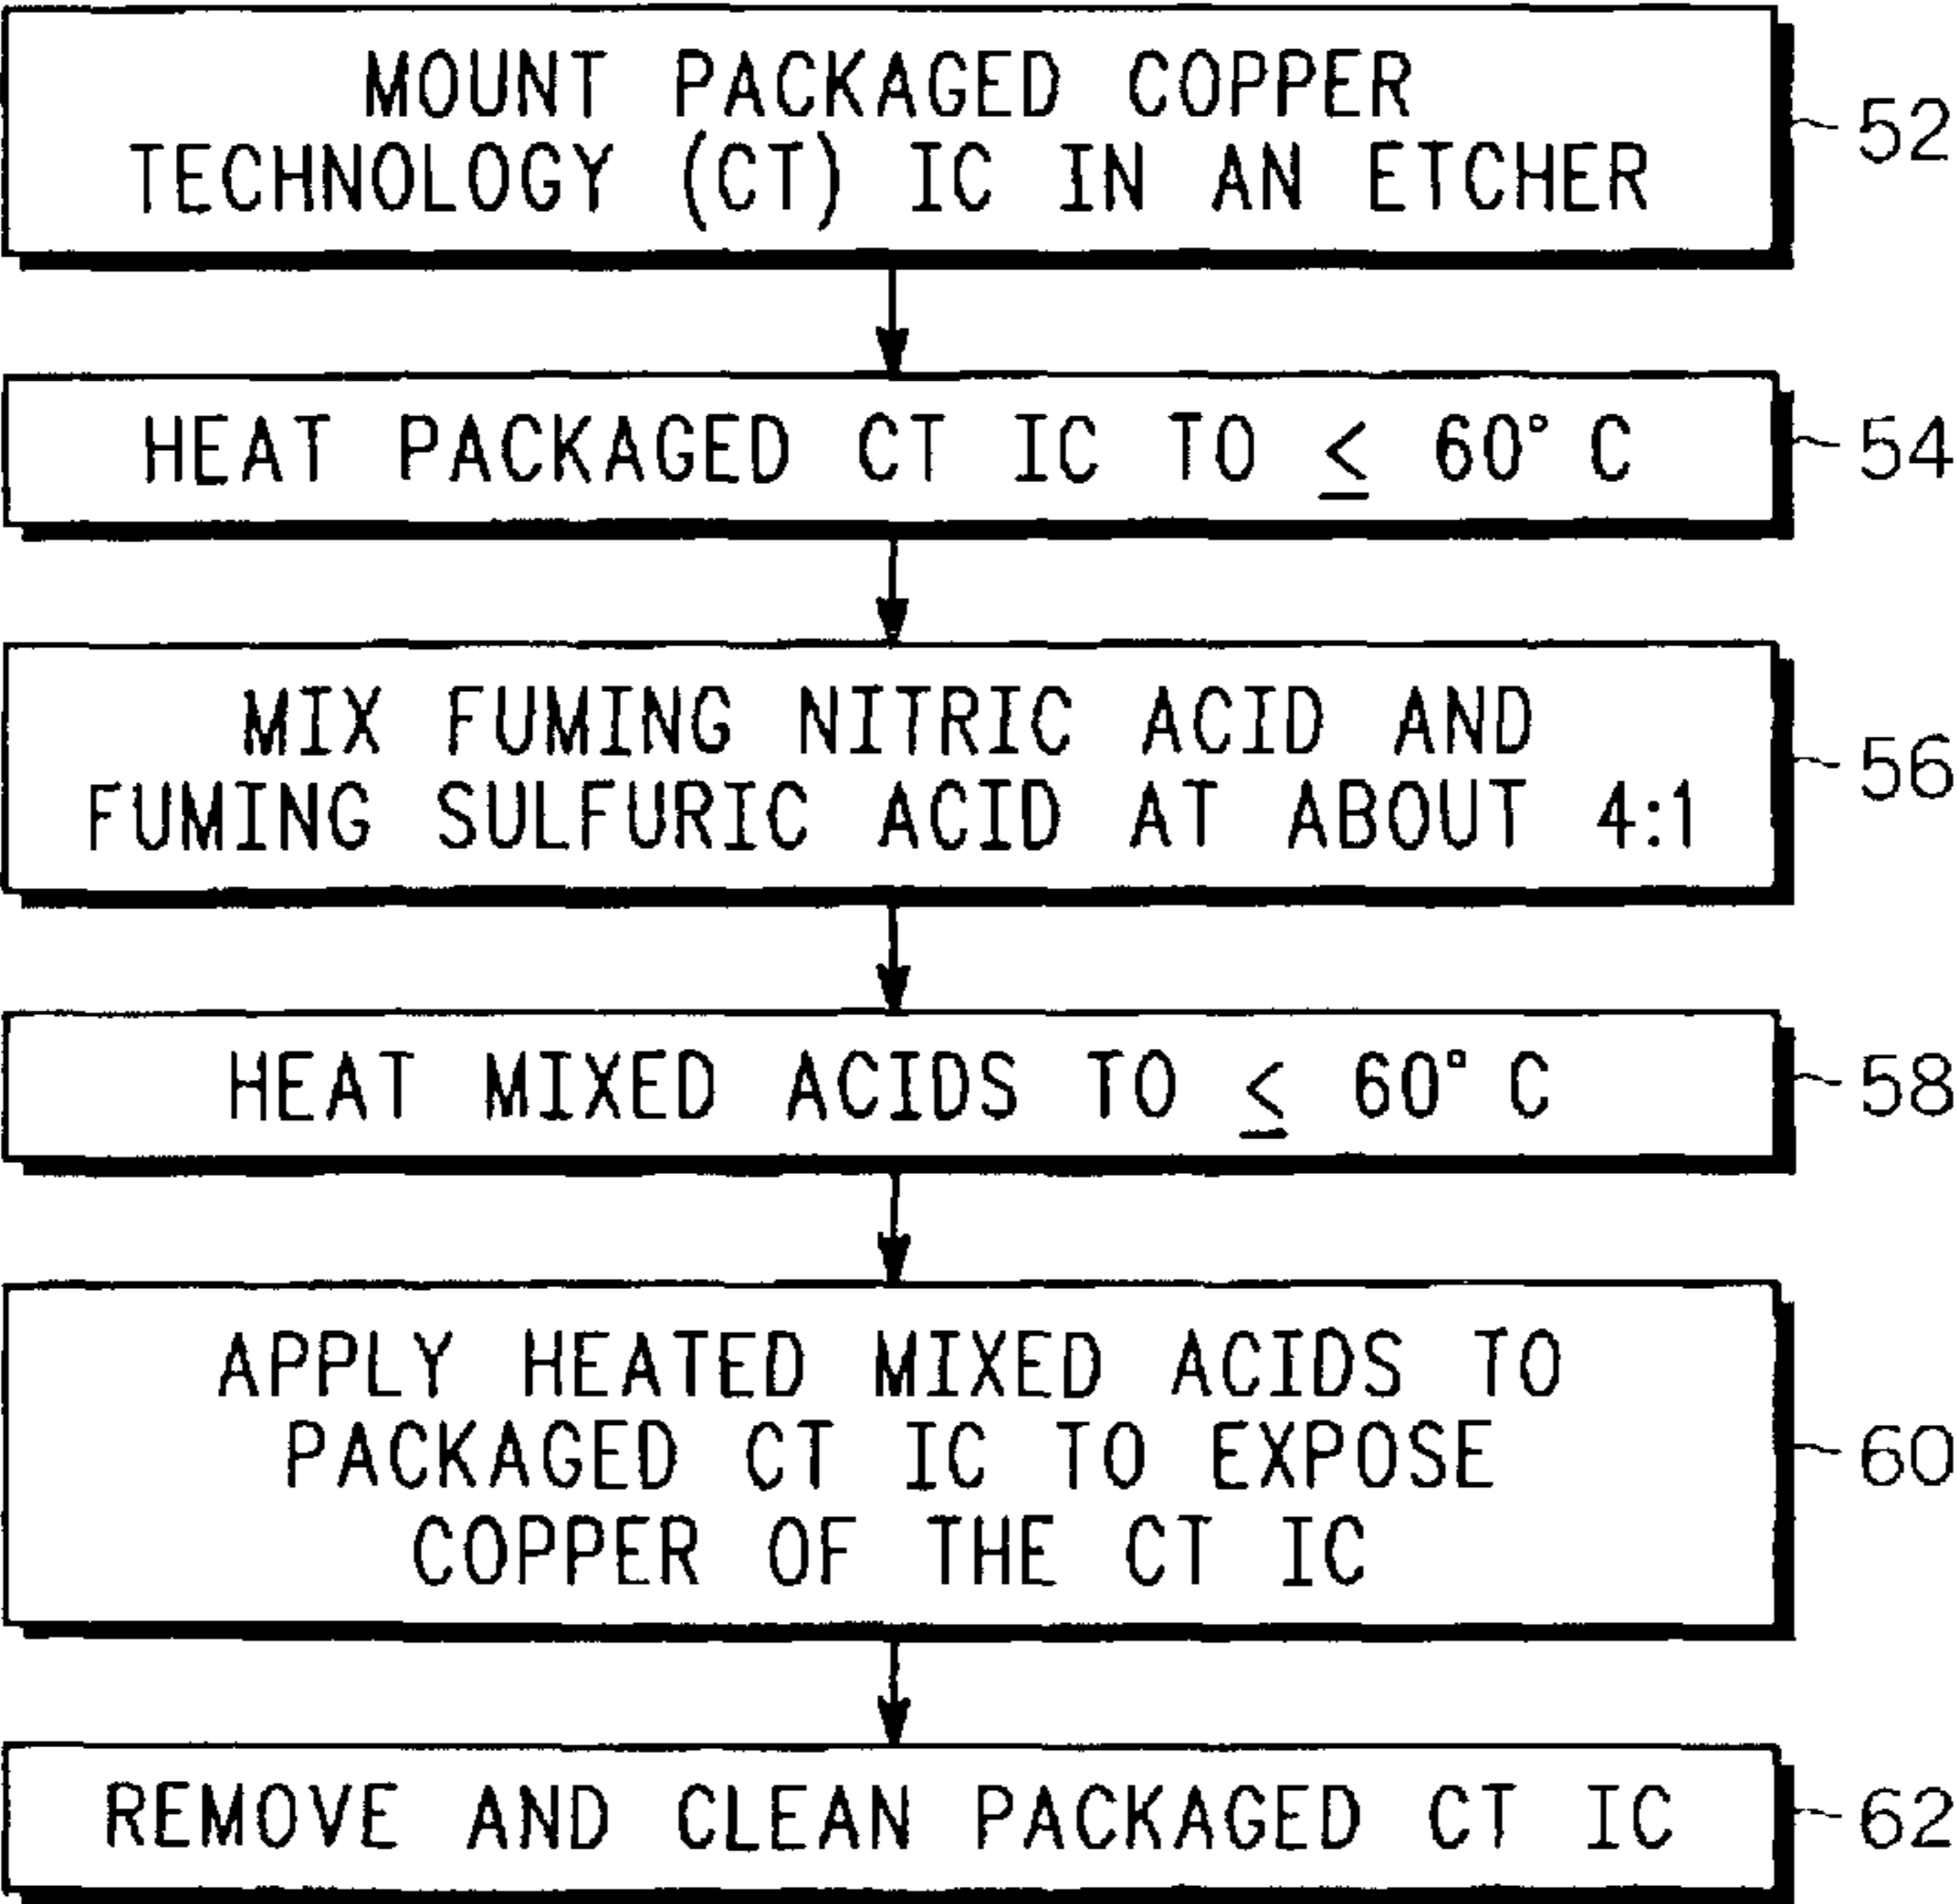 MOUNT PACKAGED COPPER
TECHNOLOGY (CT) IC IN AN ETCHER
52
HEAT PACKAGED CT IC TO ≤ 60° C
54
MIX FUMING NITRIC ACID AND
FUMING SULFURIC ACID AT ABOUT 4:1
56
HEAT MIXED ACIDS TO ≤ 60° C
58
APPLY HEATED MIXED ACIDS TO
PACKAGED CT IC TO EXPOSE
COPPER OF THE CT IC
60
REMOVE AND CLEAN PACKAGED CT IC
62